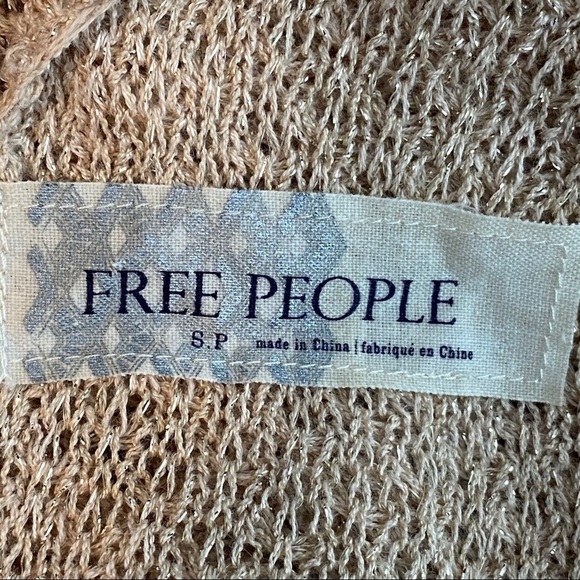 FREE PEOPLE
S.P made in China | fabriqué en Chine